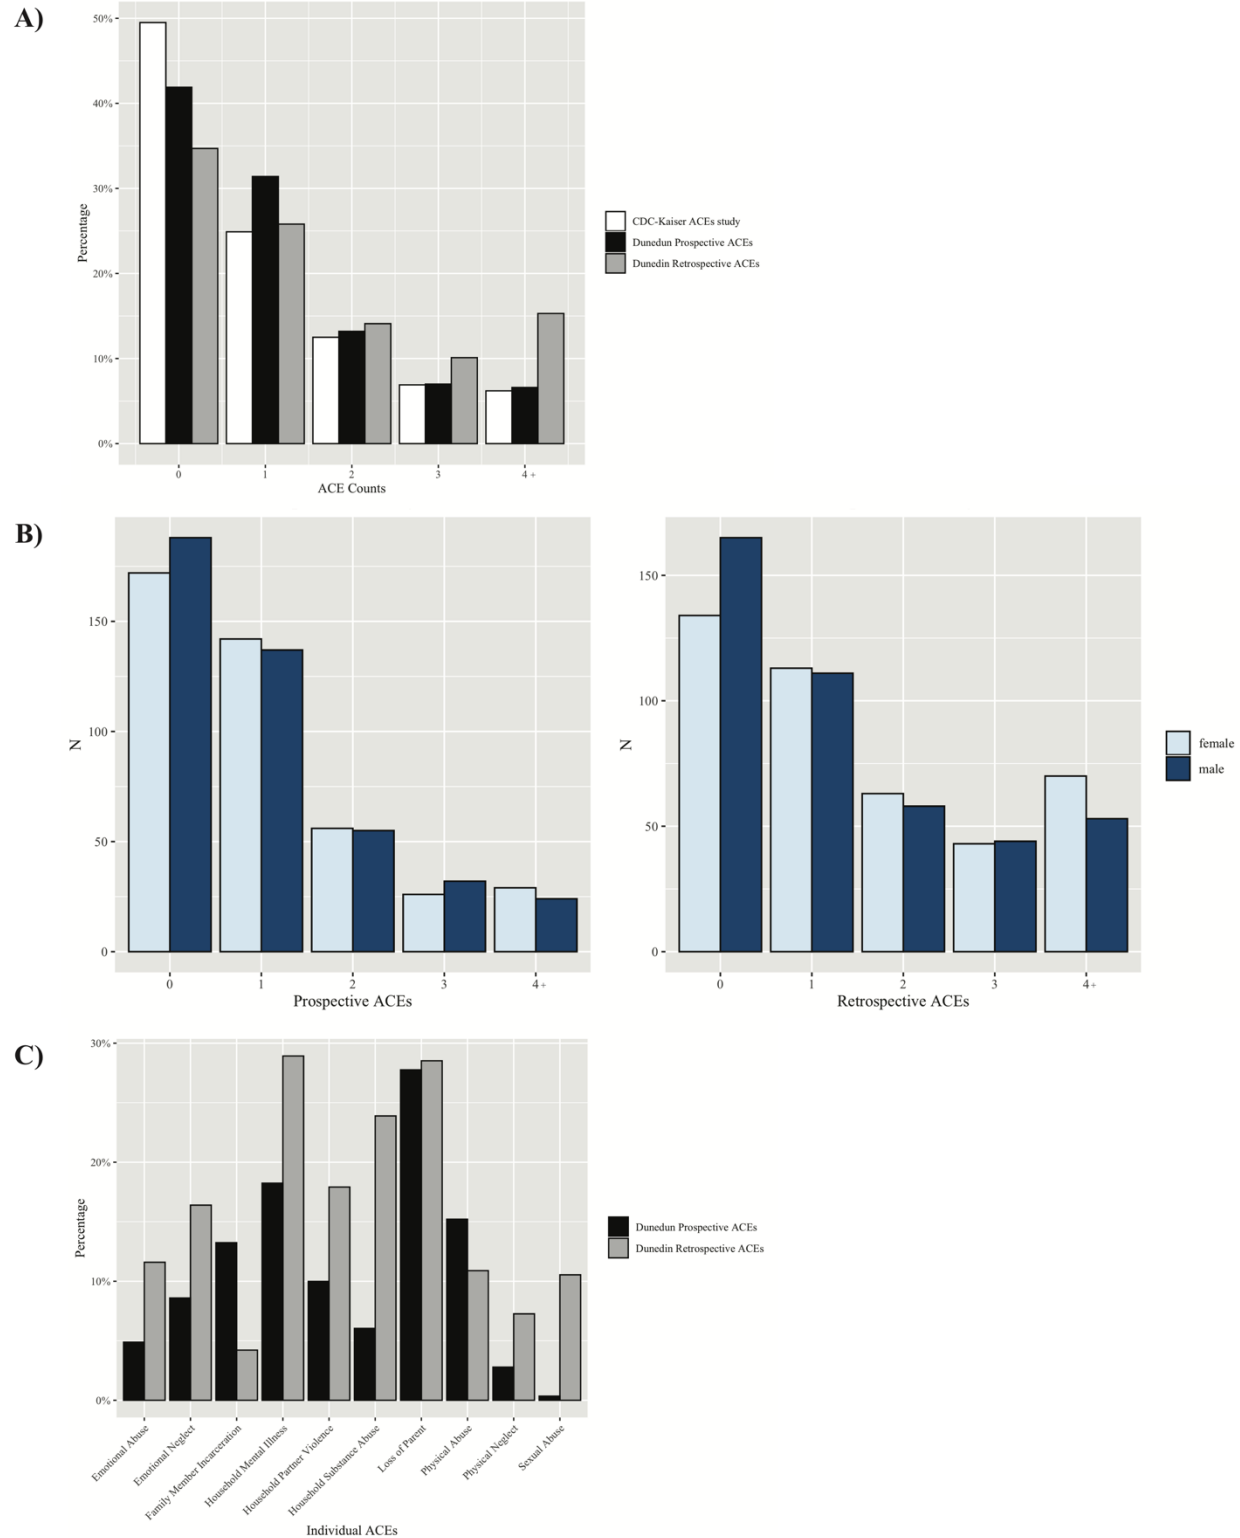 A)
50%
40%
30%
20%
10%
0%
Percentage
0 1 2 3 4 +
ACE Counts
CDC-Kaiser ACEs study
Dunedun Prospective ACEs
Dunedin Retrospective ACEs
B)
150
100
50
0
N
0 1 2 3 4+
Prospective ACEs
150
100
50
0
N
0 1 2 3 4+
Retrospective ACEs
female
male
C)
30%
20%
10%
0%
Percentage
Emotional Abuse
Emotional Neglect
Family Member Incarceration
Household Mental Illness
Household Partner Violence
Household Substance Abuse
Loss of Parent
Physical Abuse
Physical Neglect
Sexual Abuse
Individual ACEs
Dunedun Prospective ACEs
Dunedin Retrospective ACEs